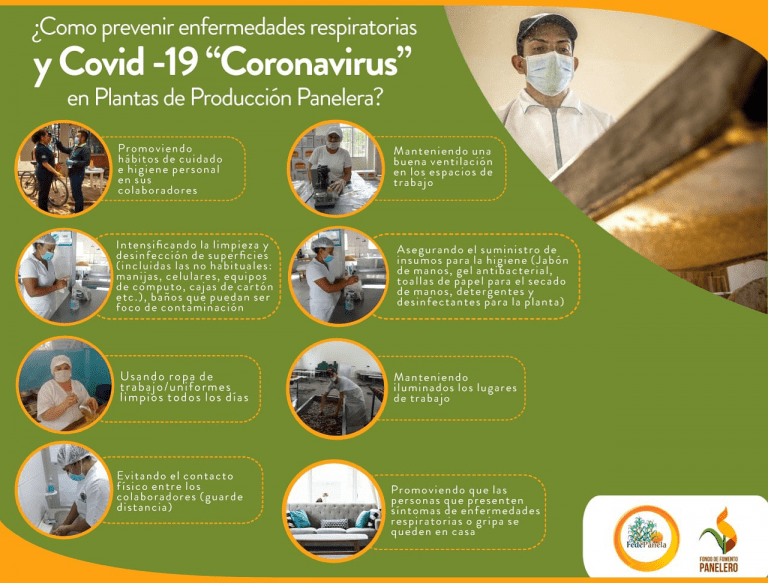 ¿Como prevenir enfermedades respiratorias
y Covid -19 “Coronavirus”
en Plantas de Producción Panelera?
Promoviendo
hábitos de cuidado
e higiene personal
en sus
colaboradores
Manteniendo una
buena ventilación
en los espacios de
trabajo
Intensificando la limpieza y
desinfección de superficies
(incluidas las no habituales:
manijas, celulares, equipos
de cómputo, cajas de cartón
etc.), baños que puedan ser
foco de contaminación
Asegurando el suministro de
insumos para la higiene (Jabón
de manos, gel antibacterial,
toallas de papel para el secado
de manos, detergentes y
desinfectantes para la planta)
Usando ropa de
trabajo/uniformes
limpios todos los días
Manteniendo
iluminados los lugares
de trabajo
Evitando el contacto
físico entre los
colaboradores (guarde
distancia)
Promoviendo que las
personas que presenten
síntomas de enfermedades
respiratorias o gripa se
queden en casa
FedePanela
FONDO DE FOMENTO
PANELERO